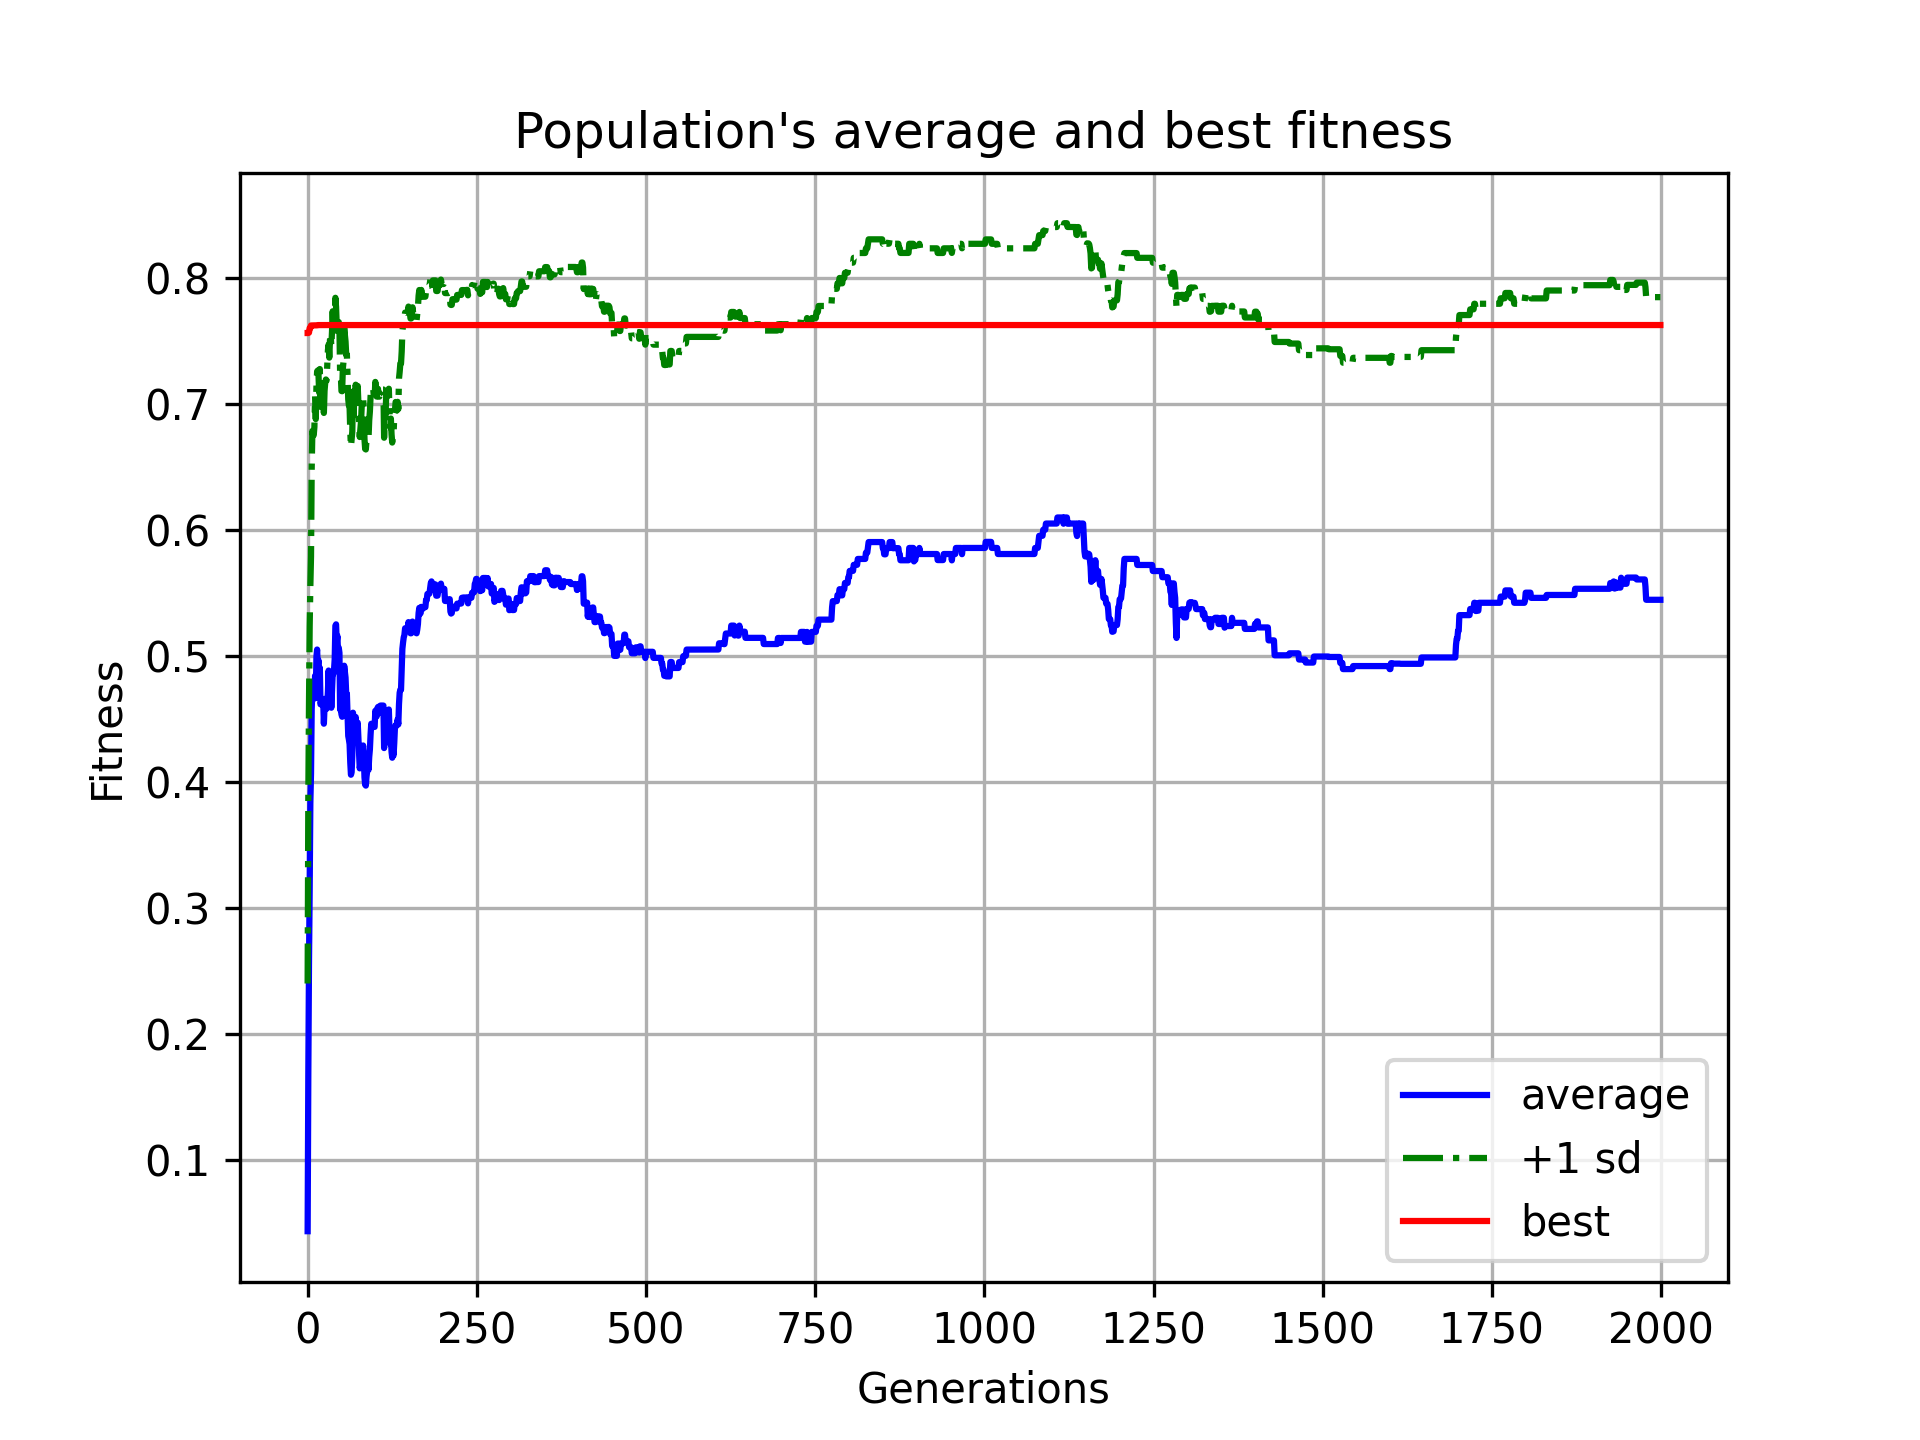 Population's average and best fitness
Fitness
0.8
0.7
0.6
0.5
0.4
0.3
0.2
0.1
average
+1 sd
best
0 250 500 750 1000 1250 1500 1750 2000
Generations